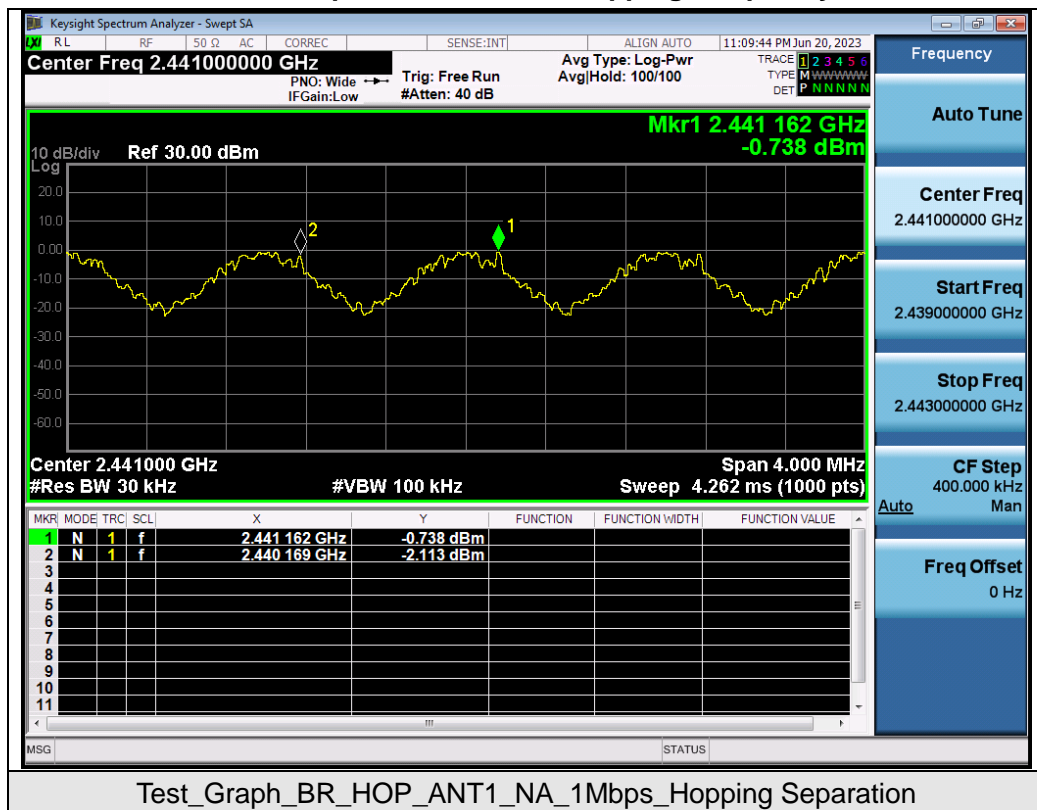 Keysight Spectrum Analyzer - Swept SA
LXI RL RF 50 Ω AC CORREC SENSE:INT ALIGN AUTO 11:09:44 PM Jun 20, 2023
Center Freq 2.441000000 GHz
PNO: Wide
IFGain:Low
Trig: Free Run
#Atten: 40 dB
Avg Type: Log-Pwr
Avg|Hold: 100/100
TRACE 1 2 3 4 5 6
TYPE M WWWWW
DET P N N N N N
Mkr1 2.441 162 GHz
-0.738 dBm
10 dB/div Ref 30.00 dBm
Log
20.0
10.0
0.00
-10.0
-20.0
-30.0
-40.0
-50.0
-60.0
2
1
Center 2.441000 GHz Span 4.000 MHz
#Res BW 30 kHz #VBW 100 kHz Sweep 4.262 ms (1000 pts)
MKR MODE TRC SCL X Y FUNCTION FUNCTION WIDTH FUNCTION VALUE
1 N 1 f 2.441 162 GHz -0.738 dBm
2 N 1 f 2.440 169 GHz -2.113 dBm
3
4
5
6
7
8
9
10
11
MSG STATUS
Frequency
Auto Tune
Center Freq
2.441000000 GHz
Start Freq
2.439000000 GHz
Stop Freq
2.443000000 GHz
CF Step
400.000 kHz
Auto Man
Freq Offset
0 Hz
Test_Graph_BR_HOP_ANT1_NA_1Mbps_Hopping Separation